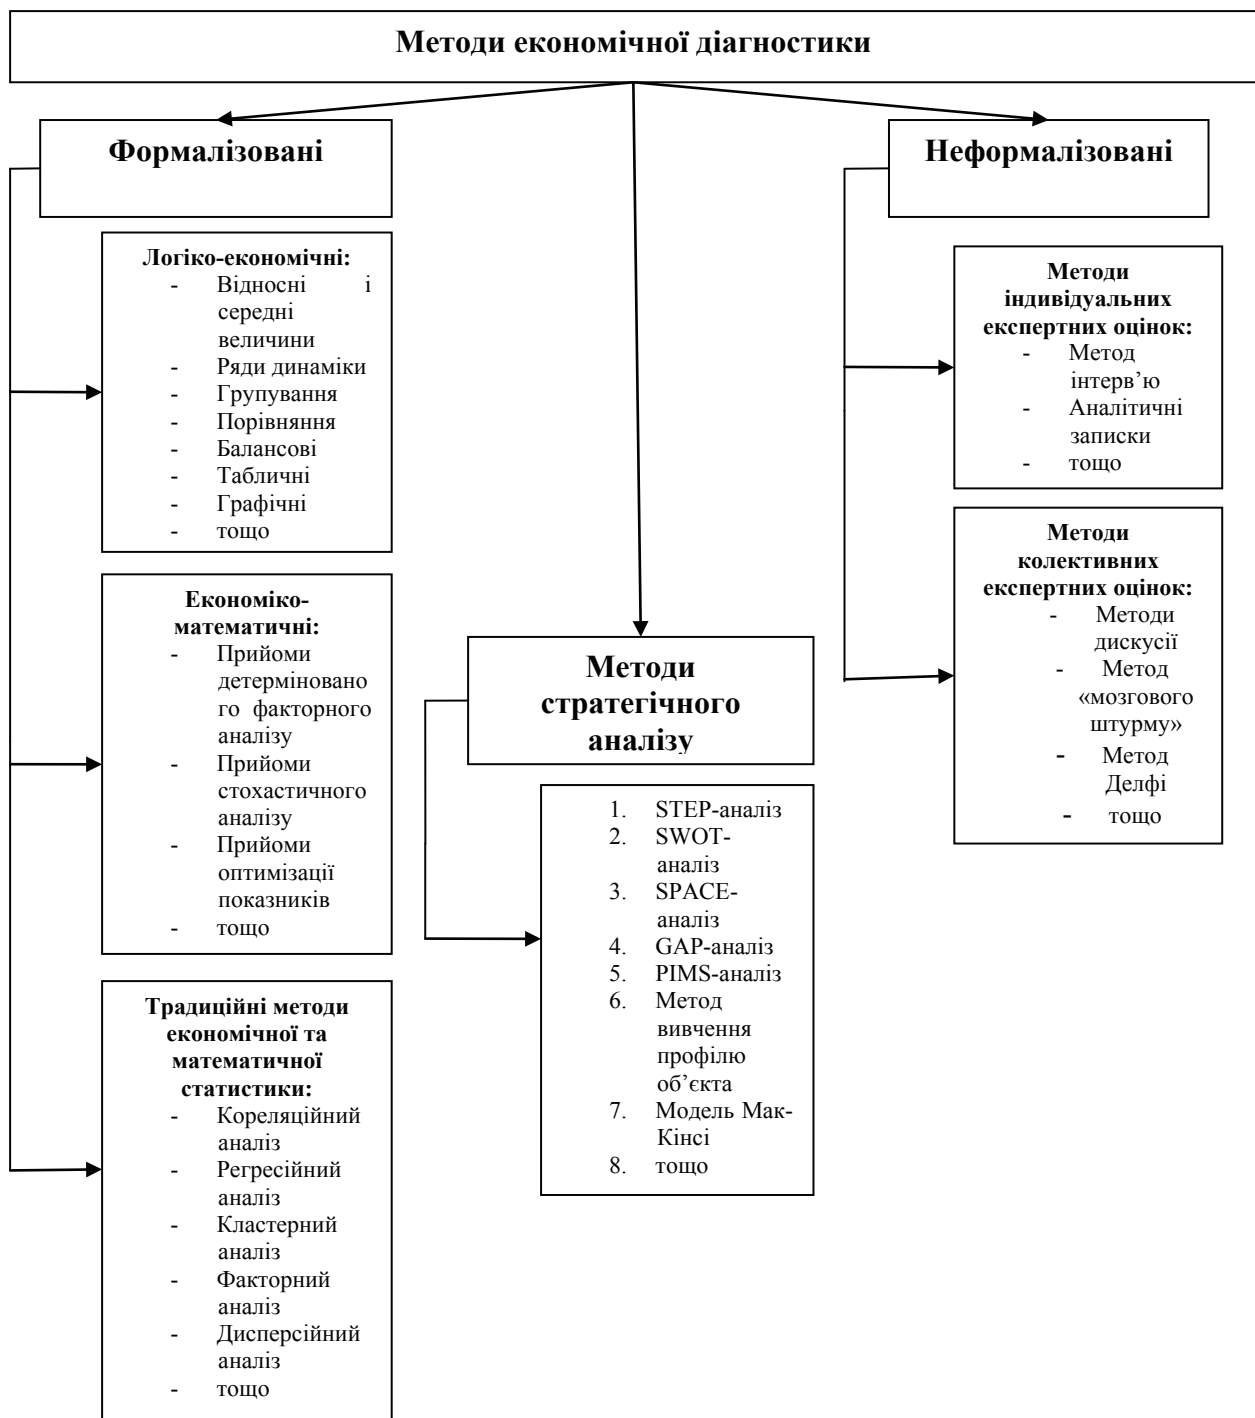 Методи економічної діагностики
Формалізовані
Логіко-економічні:
- Відносні і
середні
величини
- Ряди динаміки
- Групування
- Порівняння
- Балансові
- Табличні
- Графічні
- тощо
Економіко-
математичні:
- Прийоми
детерміновано
го факторного
аналізу
- Прийоми
стохастичного
аналізу
- Прийоми
оптимізації
показників
- тощо
Традиційні методи
економічної та
математичної
статистики:
- Кореляційний
аналіз
- Регресійний
аналіз
- Кластерний
аналіз
- Факторний
аналіз
- Дисперсійний
аналіз
- тощо
Методи
стратегічного
аналізу
1. STEP-аналіз
2. SWOT-
аналіз
3. SPACE-
аналіз
4. GAP-аналіз
5. PIMS-аналіз
6. Метод
вивчення
профілю
об’єкта
7. Модель Мак-
Кінсі
8. тощо
Неформалізовані
Методи
індивідуальних
експертних оцінок:
- Метод
інтерв’ю
- Аналітичні
записки
- тощо
Методи
колективних
експертних оцінок:
- Методи
дискусії
- Метод
«мозгового
штурму»
- Метод
Делфі
- тощо